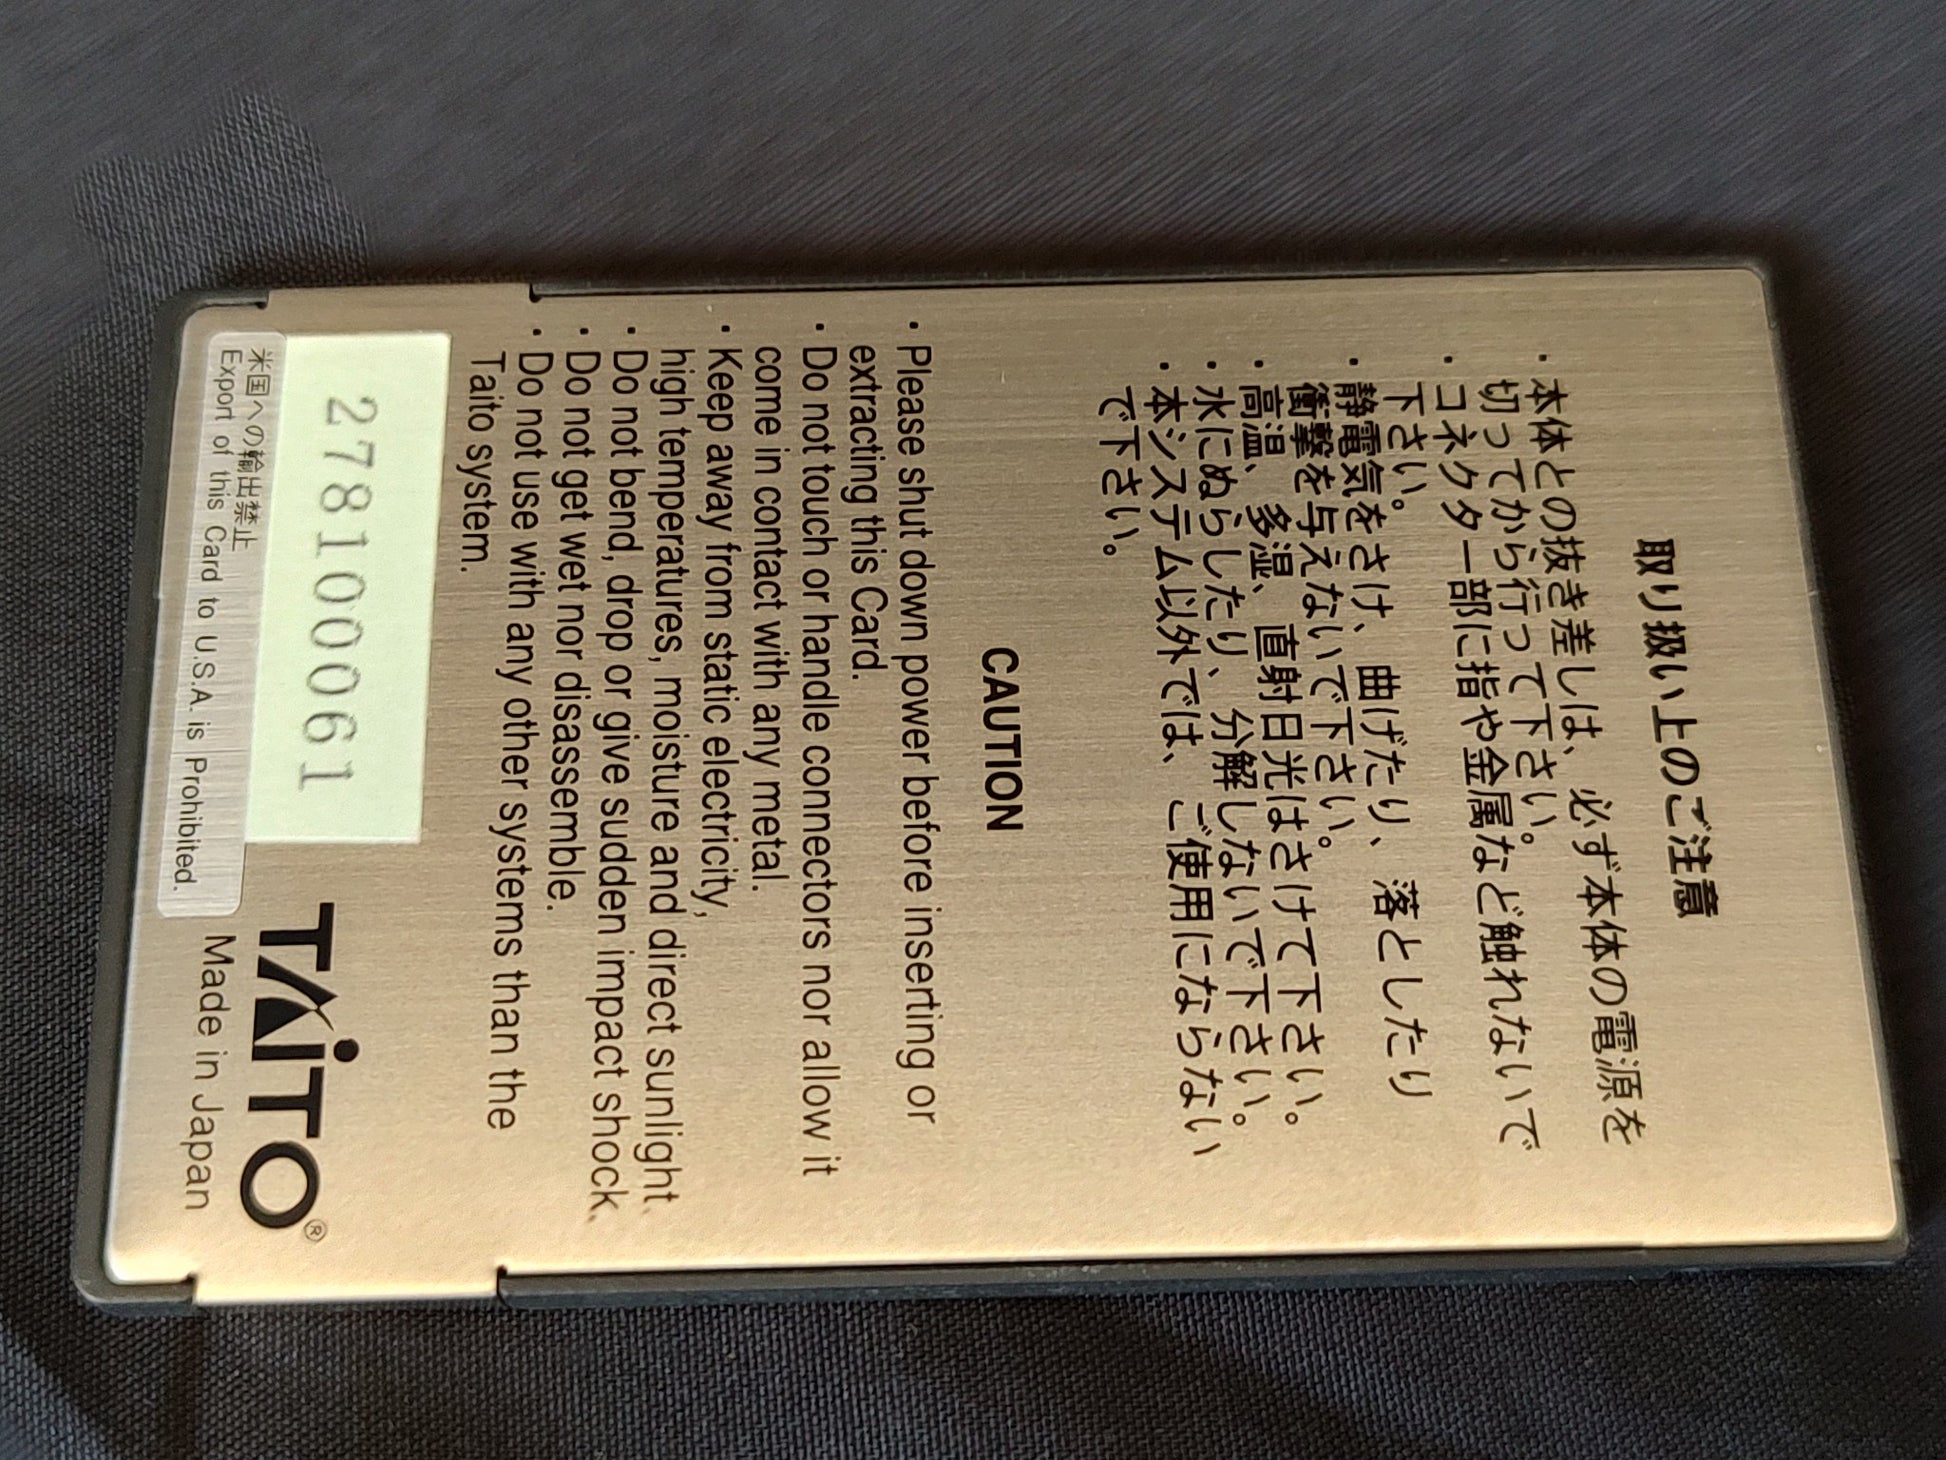 取り扱い上のご注意
・本体との抜き差しは、必ず本体の電源を
切ってから行って下さい。
・コネクター部に指や金属など触れないで
下さい。
・静電気をさけ、曲げたり、落としたり
衝撃を与えないで下さい。
・高温、多湿、直射日光はさけて下さい。
・水にぬらしたり、分解しないで下さい。
・本システム以外では、ご使用にならない
で下さい。
CAUTION
・Please shut down power before inserting or
extracting this Card.
・Do not touch or handle connectors nor allow it
come in contact with any metal.
・Keep away from static electricity,
high temperatures, moisture and direct sunlight.
・Do not bend, drop or give sudden impact shock.
・Do not get wet nor disassemble.
・Do not use with any other systems than the
Taito system.
278100061
TAITO®
米国への輸出禁止
Export of this Card to U.S.A. is Prohibited.
Made in Japan